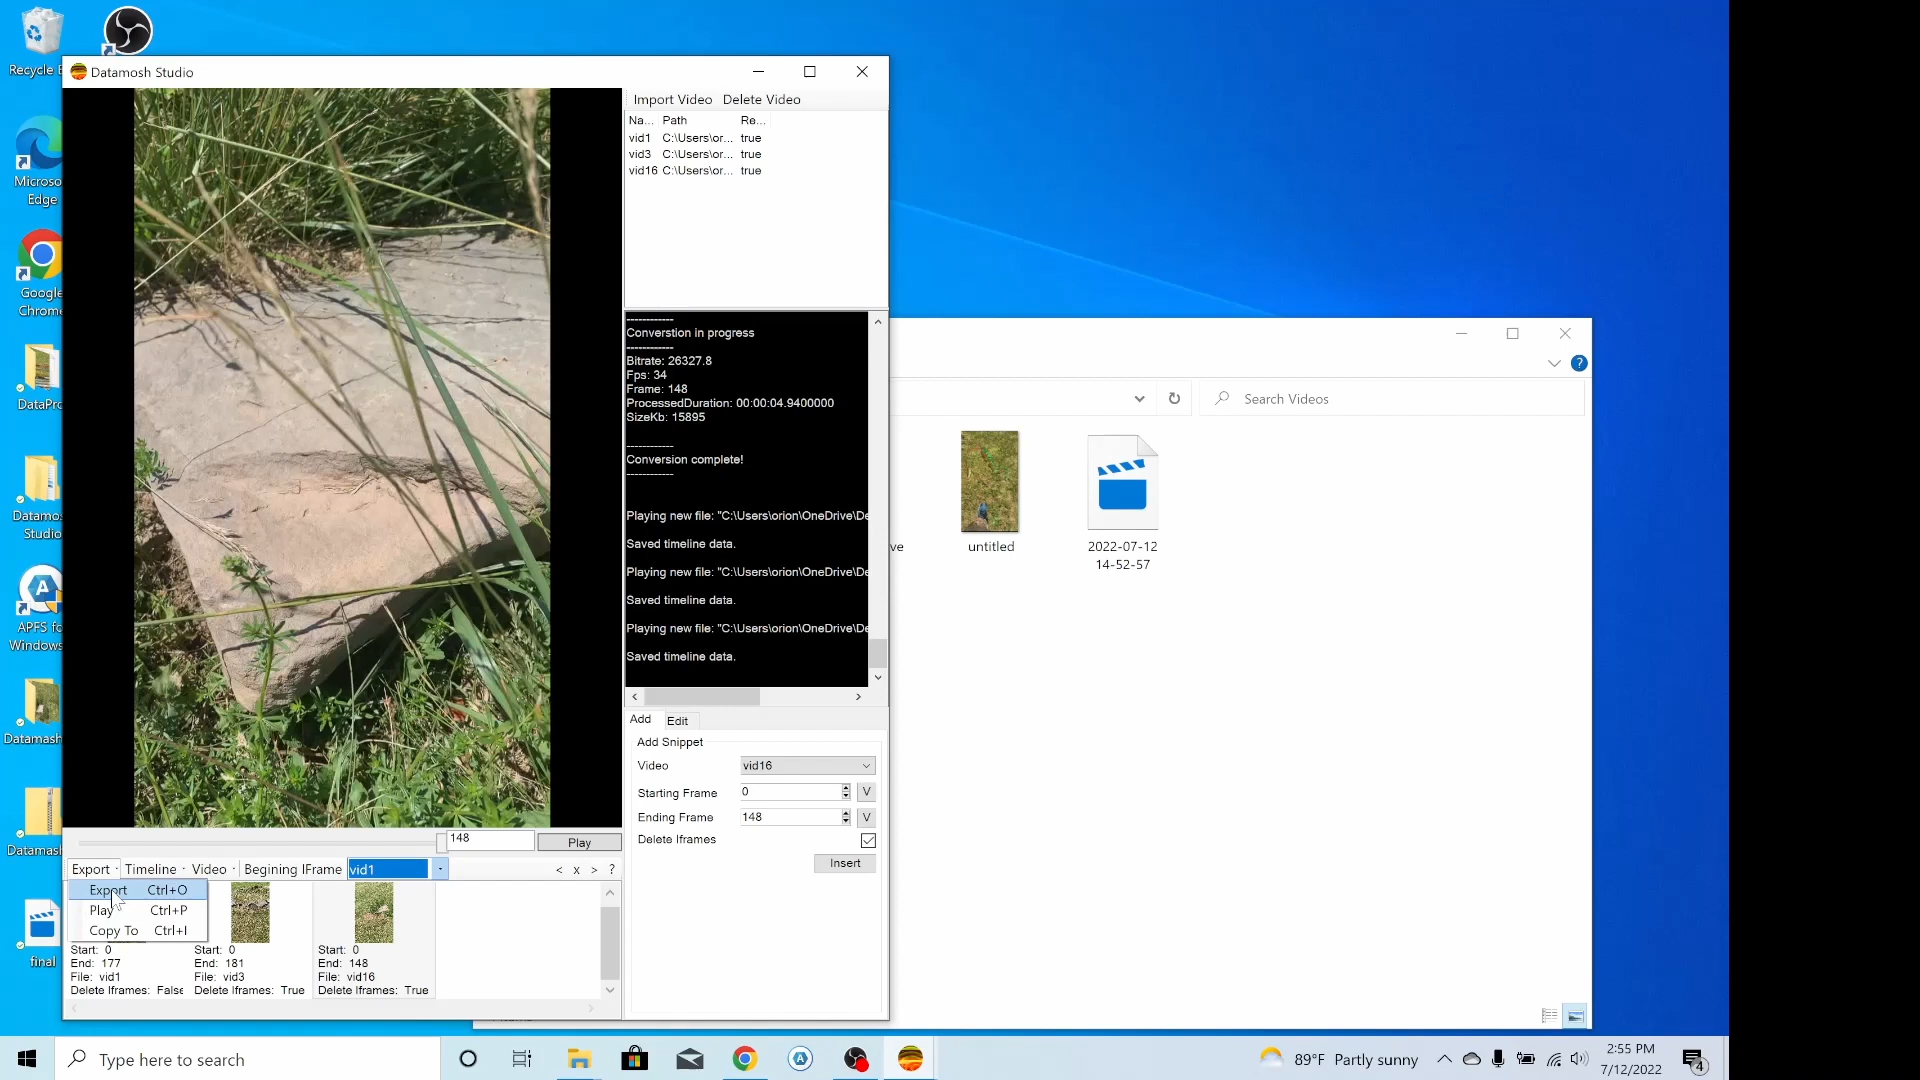 Recycle
Microso
Edge
Google
Chrome
DataPro
Datamos
Studio
APFS fo
Windows
Datamash
Datamash
final
Datamosh Studio
Import Video Delete Video
Na... Path Re...
vid1 C:\Users\or... true
vid3 C:\Users\or... true
vid16 C:\Users\or... true
------------
Converstion in progress
------------
Bitrate: 26327.8
Fps: 34
Frame: 148
ProcessedDuration: 00:00:04.9400000
SizeKb: 15895
------------
Conversion complete!
------------
Playing new file: "C:\Users\orion\OneDrive\De
Saved timeline data.
Playing new file: "C:\Users\orion\OneDrive\De
Saved timeline data.
Playing new file: "C:\Users\orion\OneDrive\De
Saved timeline data.
Add Edit
Add Snippet
Video vid16
Starting Frame 0 V
Ending Frame 148 V
Delete Iframes
Insert
148 Play
Export Timeline Video Begining IFrame vid1 < x > ?
Export Ctrl+O
Play Ctrl+P
Copy To Ctrl+I
Start: 0 Start: 0 Start: 0
End: 177 End: 181 End: 148
File: vid1 File: vid3 File: vid16
Delete Iframes: False Delete Iframes: True Delete Iframes: True
Search Videos
ve
untitled
2022-07-12
14-52-57
Type here to search
89°F Partly sunny
2:55 PM
7/12/2022
4